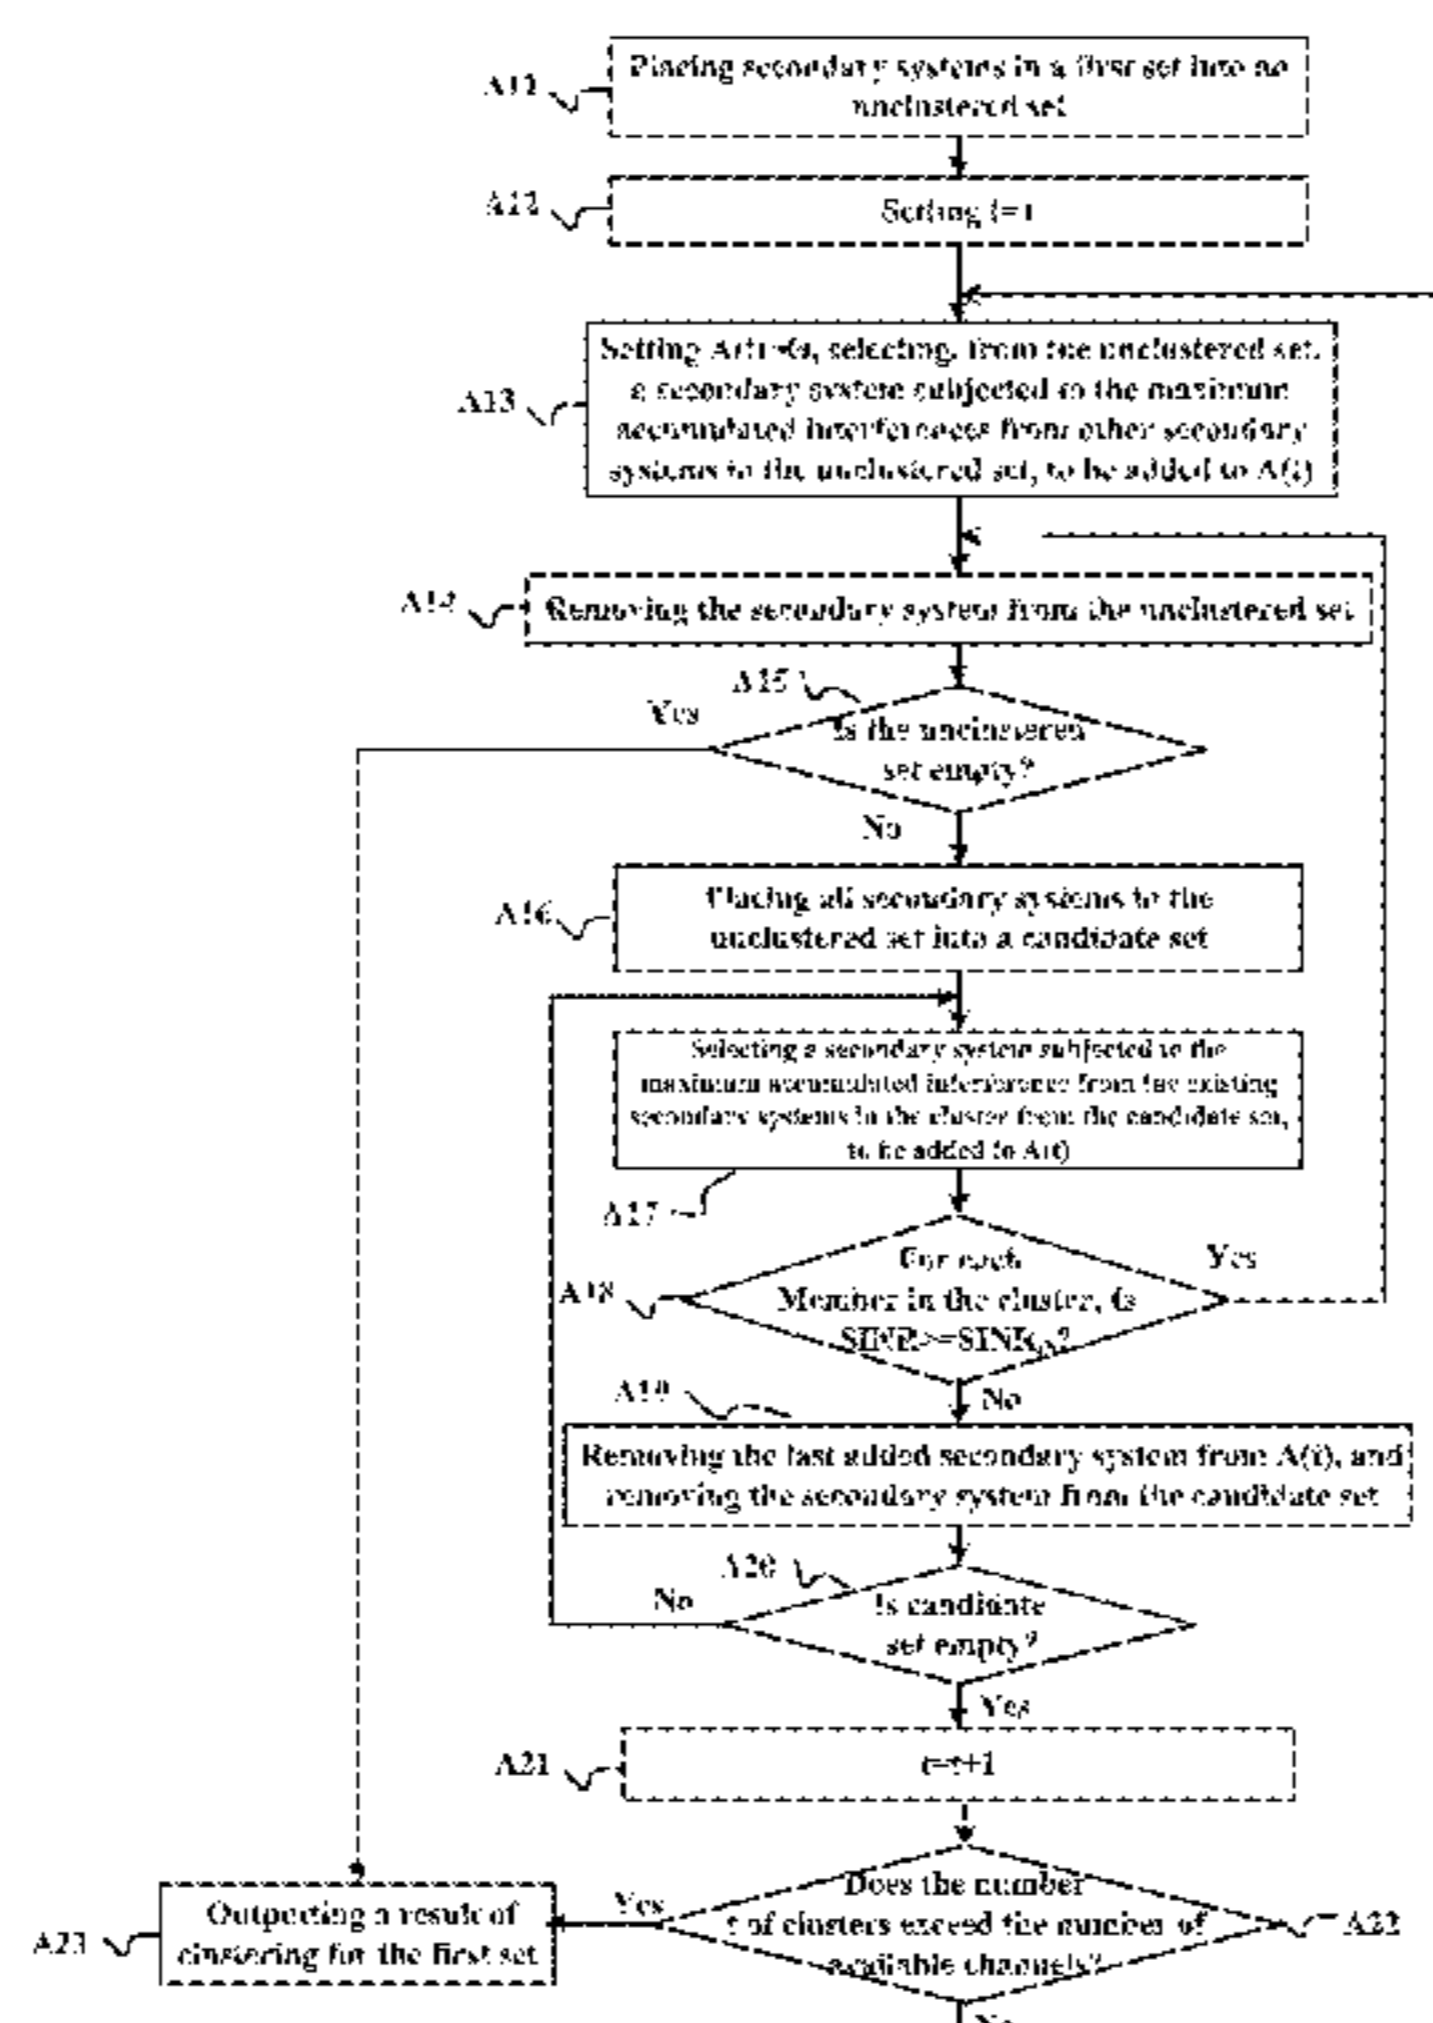 A11
Placing secondary systems in a first set into an
unclustered set
A12
Setting t=1
A13
Setting A(t)=Ø, selecting, from the unclustered set,
a secondary system subjected to the maximum
accumulated interferences from other secondary
systems in the unclustered set, to be added to A(t)
A14
Removing the secondary system from the unclustered set
A15
Yes
Is the unclustered
set empty?
No
A16
Placing all secondary systems in the
unclustered set into a candidate set
Selecting a secondary system subjected to the
maximum accumulated interference from the existing
secondary systems in the cluster from the candidate set,
to be added to A(t)
A17
For each
Yes
A18
Member in the cluster, is
SINR>=SINR
A19
No
Removing the last added secondary system from A(t), and
removing the secondary system from the candidate set
A20
No
Is candidate
set empty?
Yes
A21
t=t+1
Does the number
Yes
t of clusters exceed the number of
A22
available channels?
A23
Outputting a result of
clustering for the first set
No